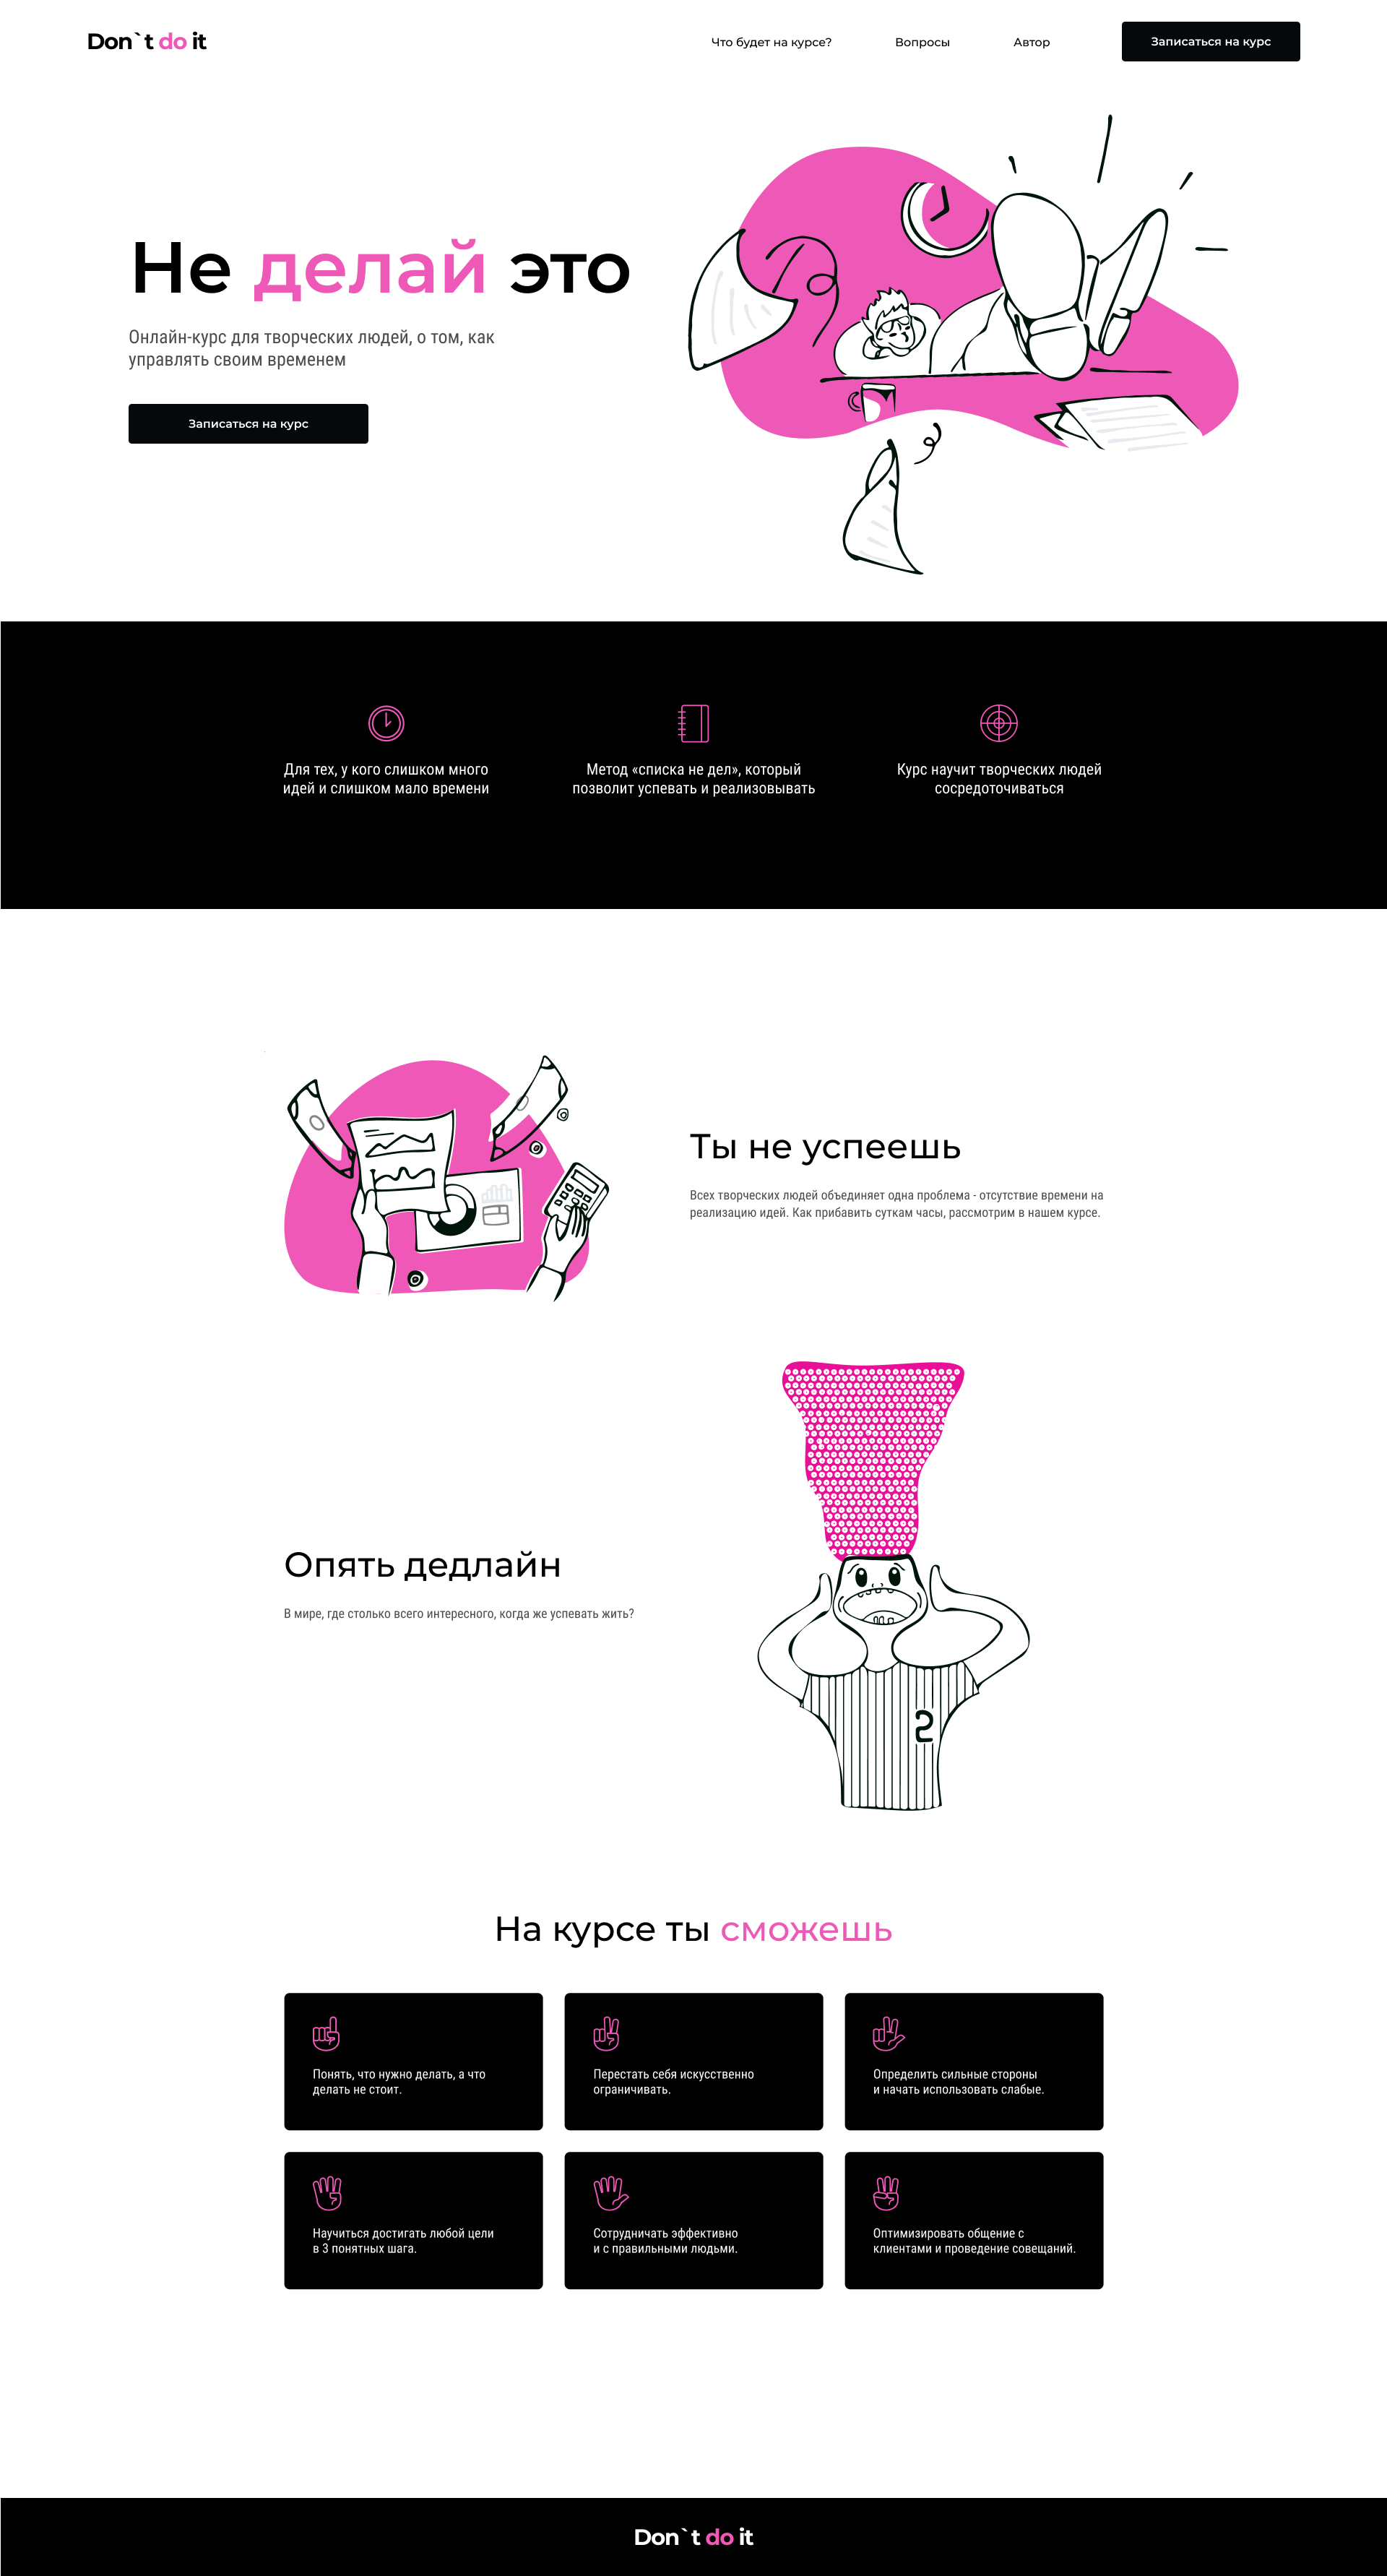 Don`t do it
Что будет на курсе?
Вопросы
Автор
Записаться на курс
Не делай это
Онлайн-курс для творческих людей, о том, как
управлять своим временем
Записаться на курс
Для тех, у кого слишком много
идей и слишком мало времени
Метод «списка не дел», который
позволит успевать и реализовывать
Курс научит творческих людей
сосредоточиваться
Ты не успеешь
Всех творческих людей объединяет одна проблема - отсутствие времени на
реализацию идей. Как прибавить суткам часы, рассмотрим в нашем курсе.
Опять дедлайн
В мире, где столько всего интересного, когда же успевать жить?
2
На курсе ты сможешь
Понять, что нужно делать, а что
делать не стоит.
Перестать себя искусственно
ограничивать.
Определить сильные стороны
и начать использовать слабые.
Научиться достигать любой цели
в 3 понятных шага.
Сотрудничать эффективно
и с правильными людьми.
Оптимизировать общение с
клиентами и проведение совещаний.
Don`t do it